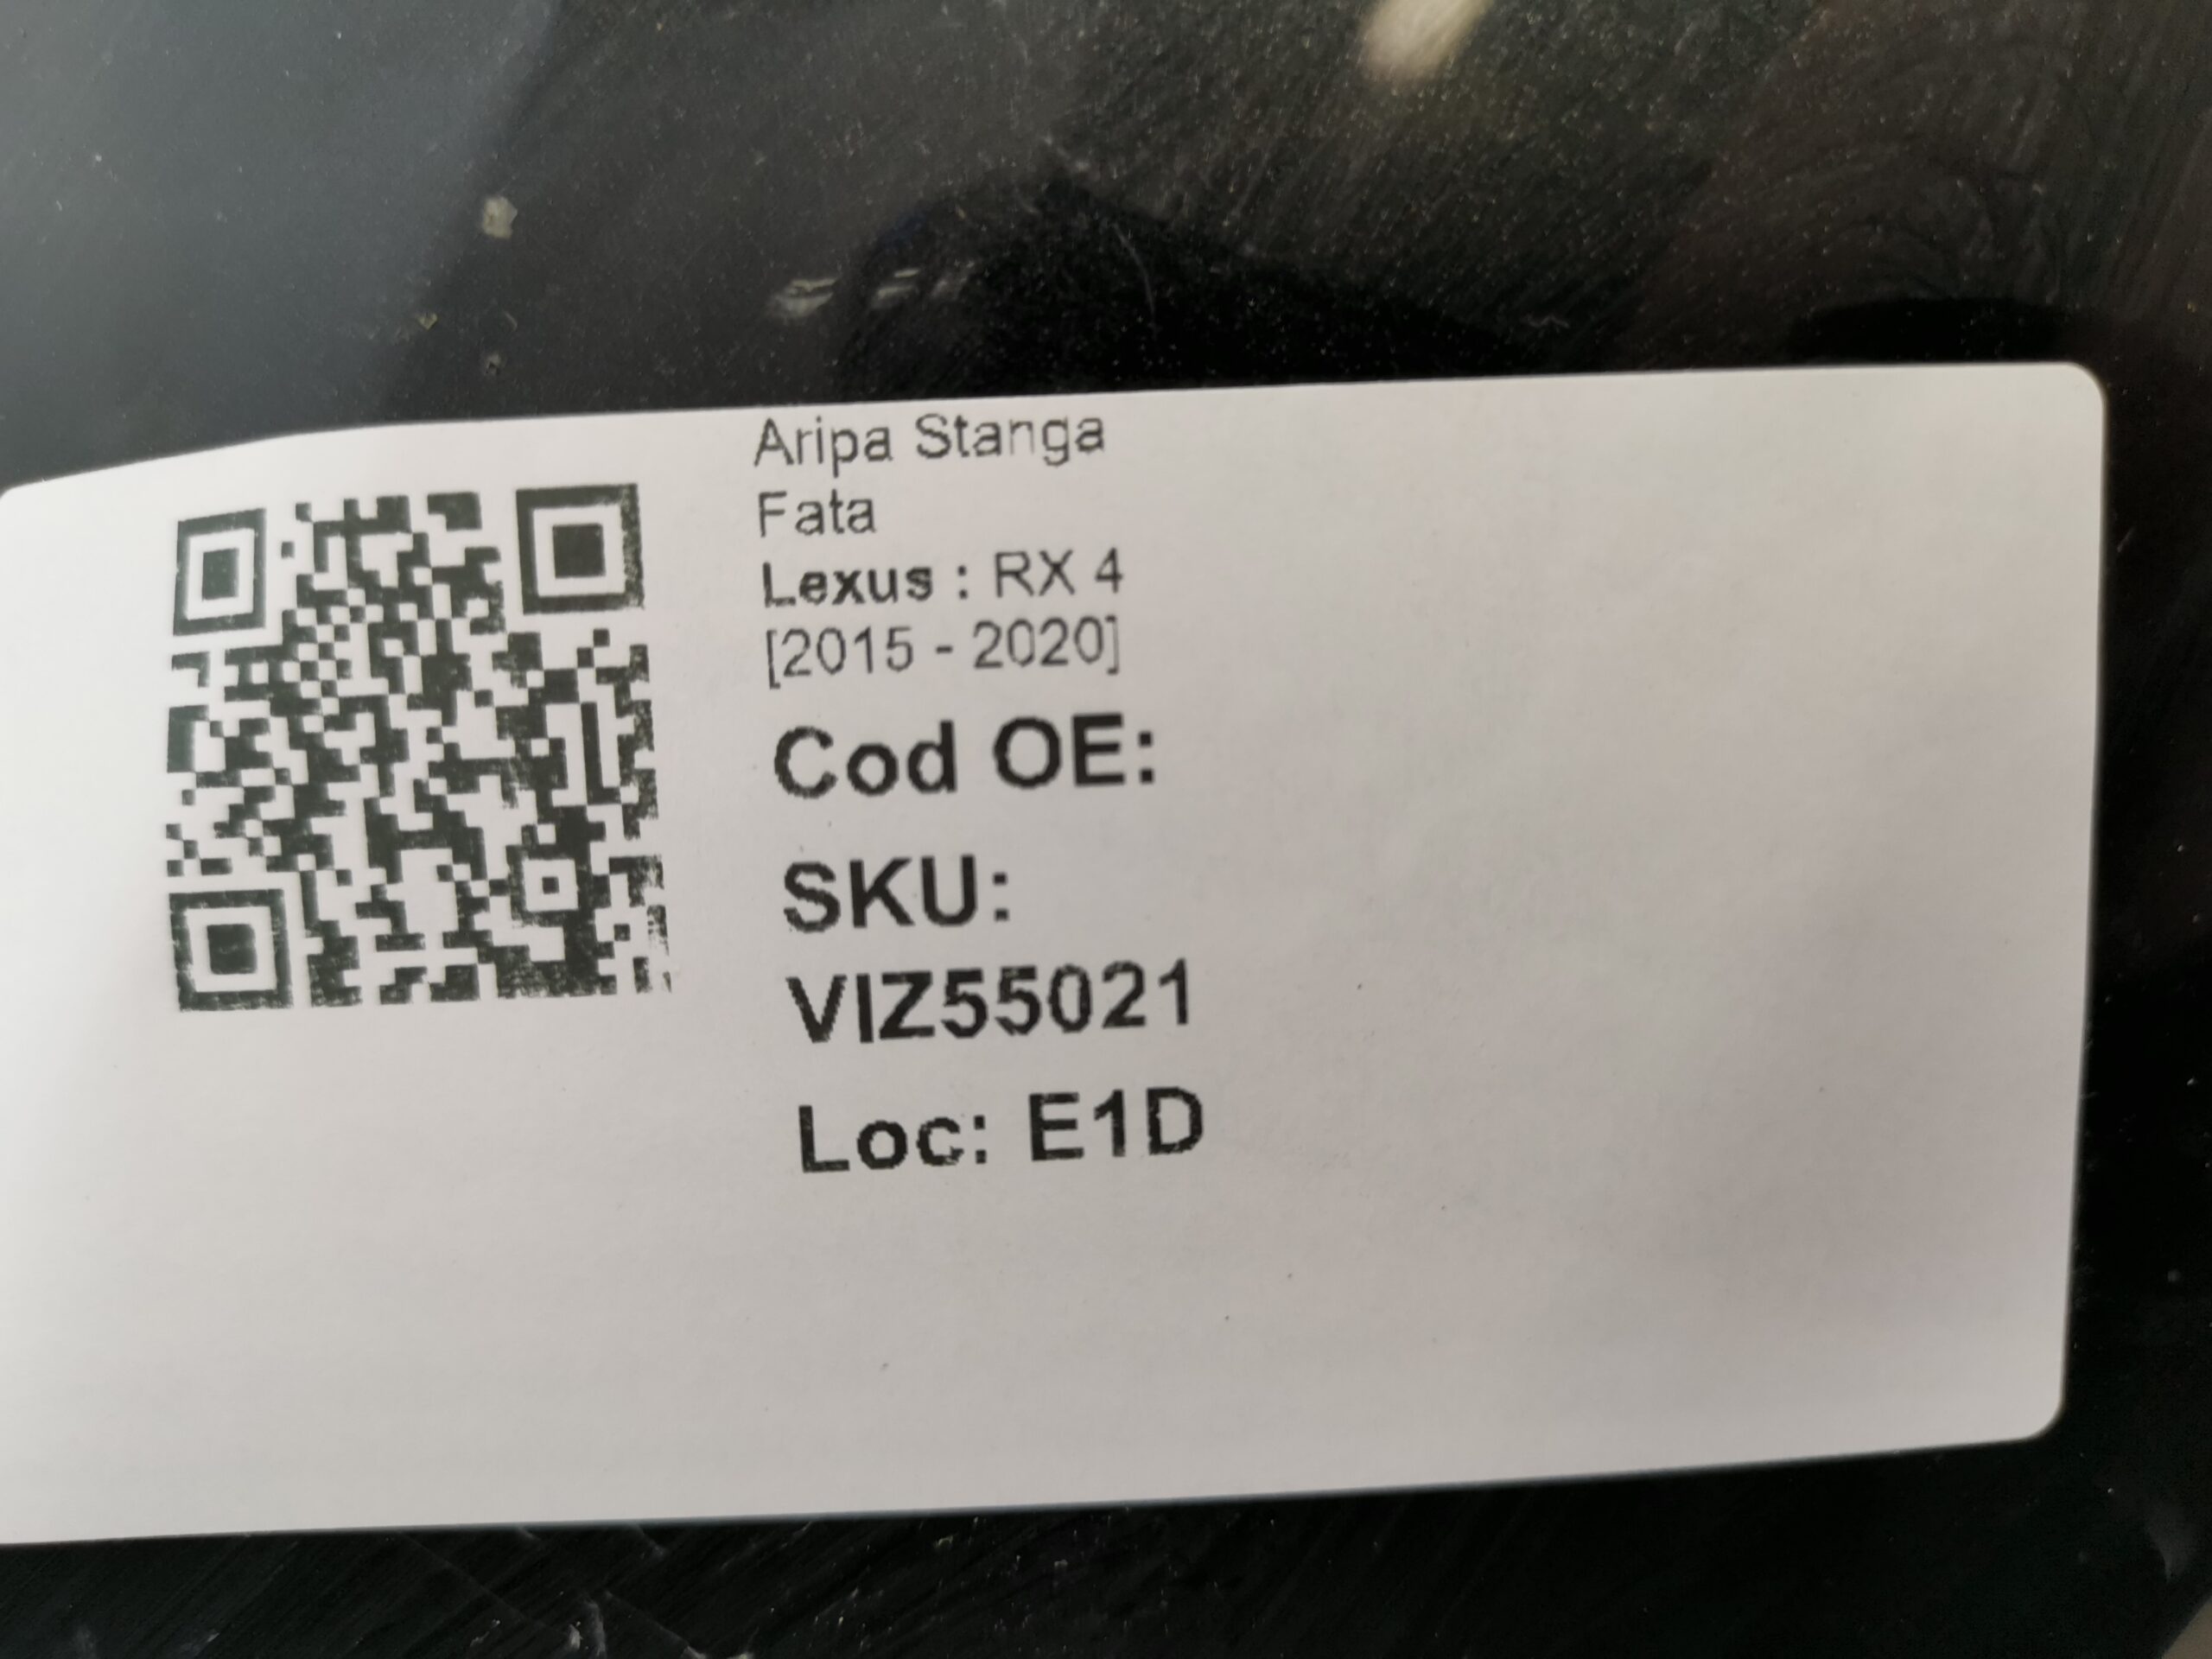 Aripa Stanga
Fata
Lexus : RX 4
[2015 - 2020]
Cod OE:
SKU:
VIZ55021
Loc: E1D